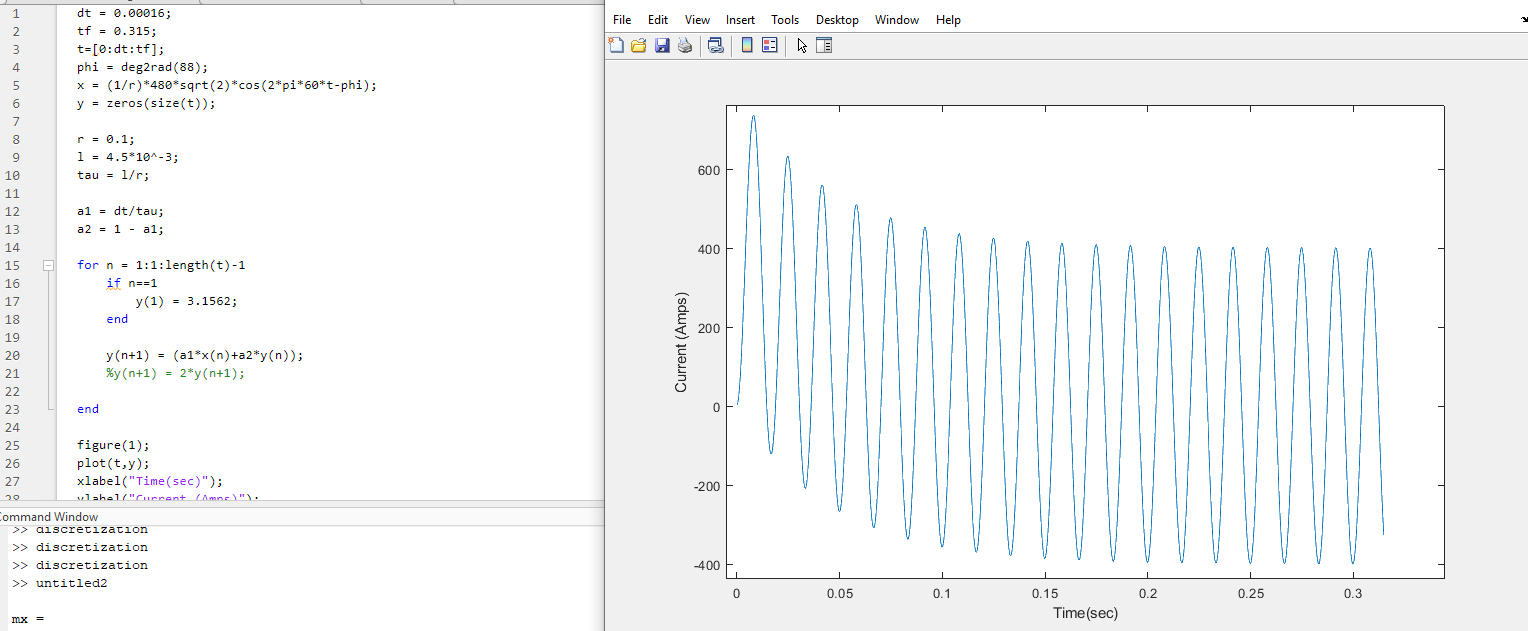 1 dt = 0.00016;
2 tf = 0.315;
3 t=[0:dt:tf];
4 phi = deg2rad(88);
5 x = (1/r)*480*sqrt(2)*cos(2*pi*60*t-phi);
6 y = zeros(size(t));
7
8 r = 0.1;
9 l = 4.5*10^-3;
10 tau = l/r;
11
12 a1 = dt/tau;
13 a2 = 1 - a1;
14
15 for n = 1:1:length(t)-1
16 if n==1
17 y(1) = 3.1562;
18 end
19
20 y(n+1) = (a1*x(n)+a2*y(n));
21 %y(n+1) = 2*y(n+1);
22
23 end
24
25 figure(1);
26 plot(t,y);
27 xlabel("Time(sec)");
28 ylabel("Current (Amps)");
Command Window
>> discretization
>> discretization
>> discretization
>> untitled2
mx =
File Edit View Insert Tools Desktop Window Help
600
400
200
0
-200
-400
Current (Amps)
0 0.05 0.1 0.15 0.2 0.25 0.3
Time(sec)